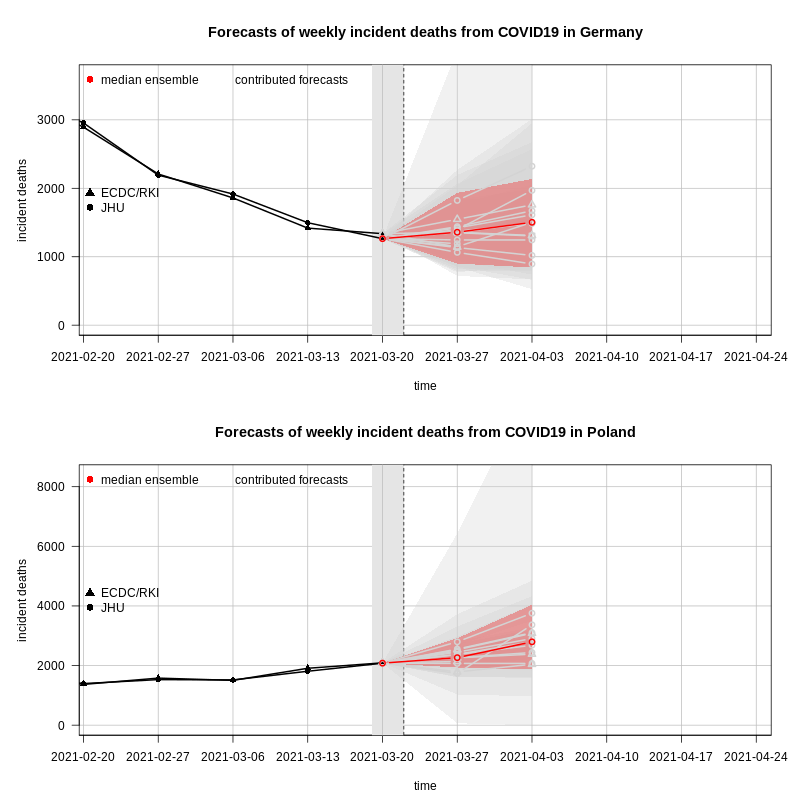 Forecasts of weekly incident deaths from COVID19 in Germany
median ensemble contributed forecasts
3000
2000
1000
0
incident deaths
ECDC/RKI
JHU
2021-02-20 2021-02-27 2021-03-06 2021-03-13 2021-03-20 2021-03-27 2021-04-03 2021-04-10 2021-04-17 2021-04-24
time
Forecasts of weekly incident deaths from COVID19 in Poland
median ensemble contributed forecasts
8000
6000
4000
2000
0
incident deaths
ECDC/RKI
JHU
2021-02-20 2021-02-27 2021-03-06 2021-03-13 2021-03-20 2021-03-27 2021-04-03 2021-04-10 2021-04-17 2021-04-24
time